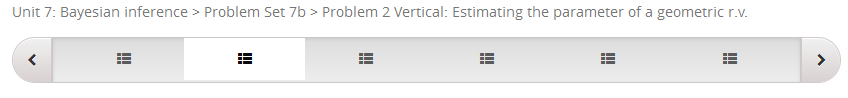 Unit 7: Bayesian inference > Problem Set 7b > Problem 2 Vertical: Estimating the parameter of a geometric r.v.